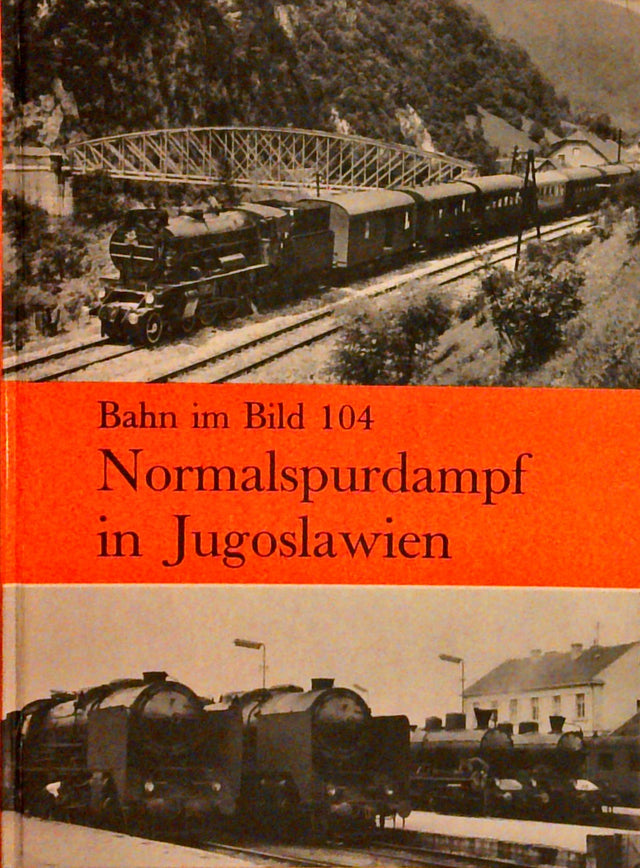 Bahn im Bild 104
Normalspurdampf
in Jugoslawien